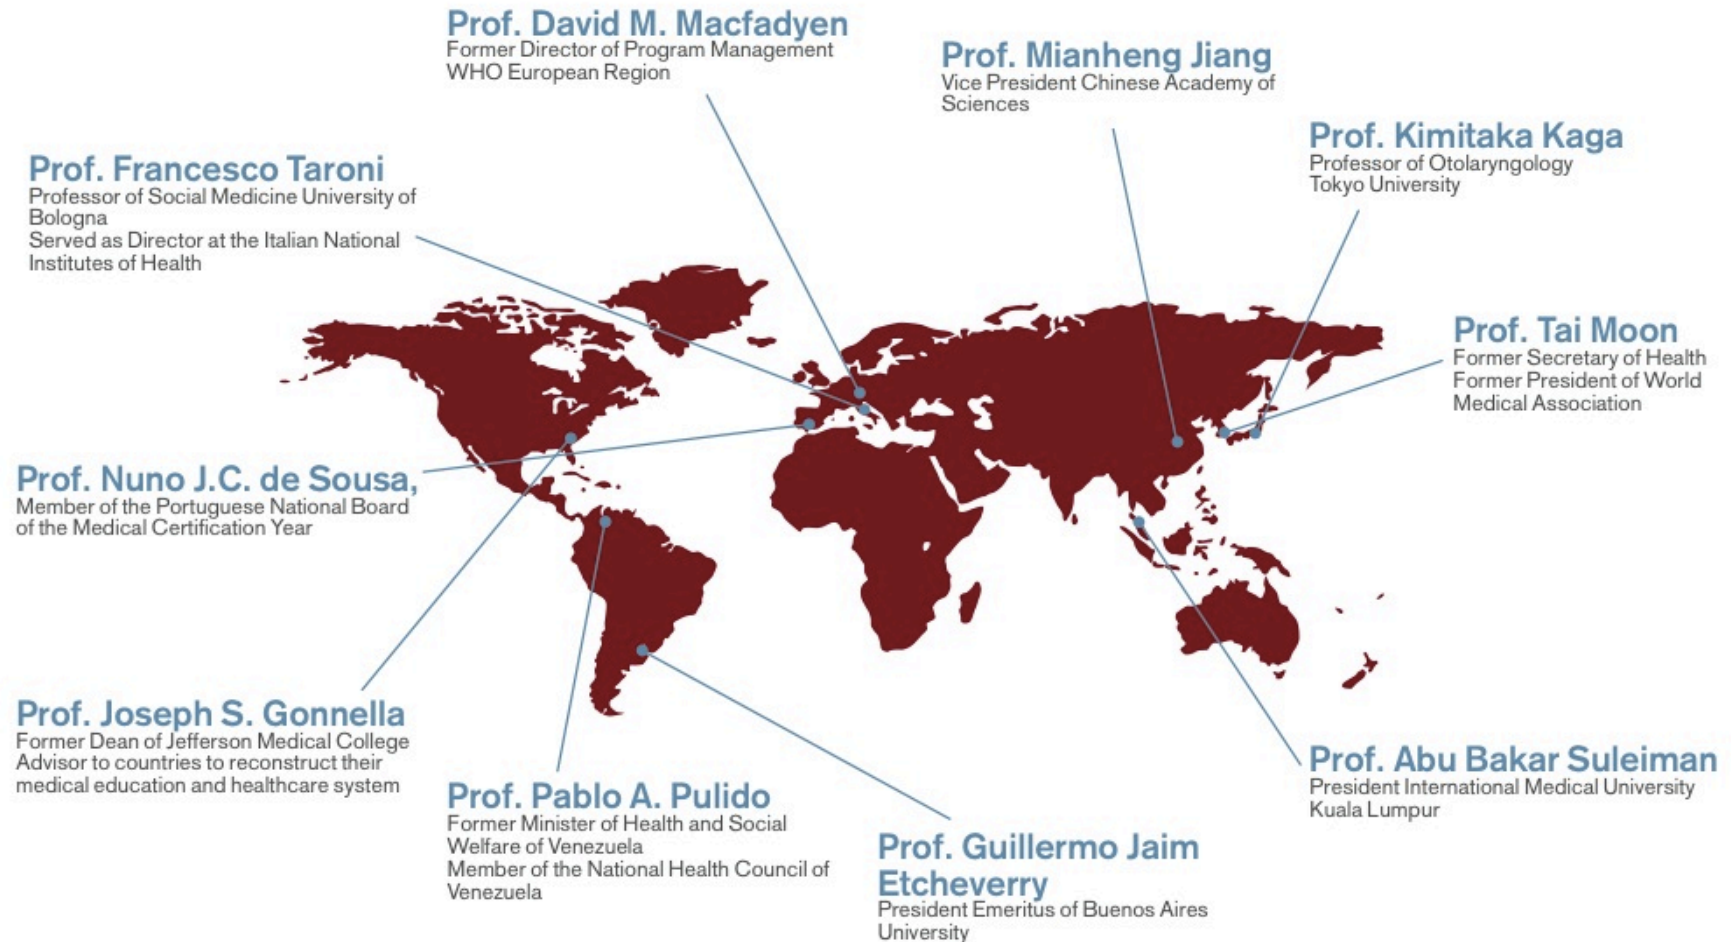 Prof. David M. Macfadyen
Former Director of Program Management
WHO European Region
Prof. Mianheng Jiang
Vice President Chinese Academy of
Sciences
Prof. Kimitaka Kaga
Professor of Otolaryngology
Tokyo University
Prof. Francesco Taroni
Professor of Social Medicine University of
Bologna
Served as Director at the Italian National
Institutes of Health
Prof. Tai Moon
Former Secretary of Health
Former President of World
Medical Association
Prof. Nuno J.C. de Sousa,
Member of the Portuguese National Board
of the Medical Certification Year
Prof. Joseph S. Gonnella
Former Dean of Jefferson Medical College
Advisor to countries to reconstruct their
medical education and healthcare system
Prof. Pablo A. Pulido
Former Minister of Health and Social
Welfare of Venezuela
Member of the National Health Council of
Venezuela
Prof. Guillermo Jaim
Etcheverry
President Emeritus of Buenos Aires
University
Prof. Abu Bakar Suleiman
President International Medical University
Kuala Lumpur